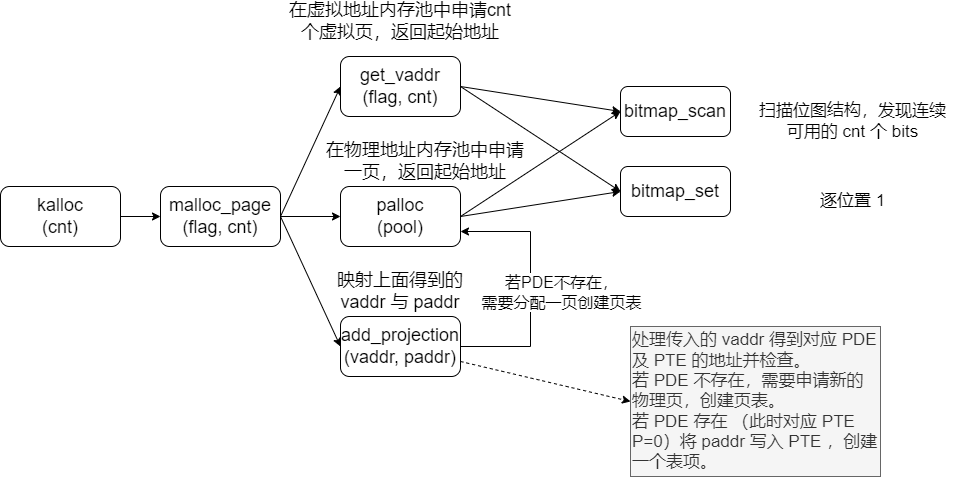 在虚拟地址内存池中申请cnt
个虚拟页，返回起始地址
get_vaddr
(flag, cnt)
bitmap_scan
扫描位图结构，发现连续
可用的 cnt 个 bits
在物理地址内存池中申请
一页，返回起始地址
kalloc
(cnt)
malloc_page
(flag, cnt)
palloc
(pool)
bitmap_set
逐位置 1
映射上面得到的
vaddr 与 paddr
若PDE不存在，
需要分配一页创建页表
add_projection
(vaddr, paddr)
处理传入的 vaddr 得到对应 PDE
及 PTE 的地址并检查。
若 PDE 不存在，需要申请新的
物理页，创建页表。
若 PDE 存在 （此时对应 PTE
P=0）将 paddr 写入 PTE ，创建
一个表项。